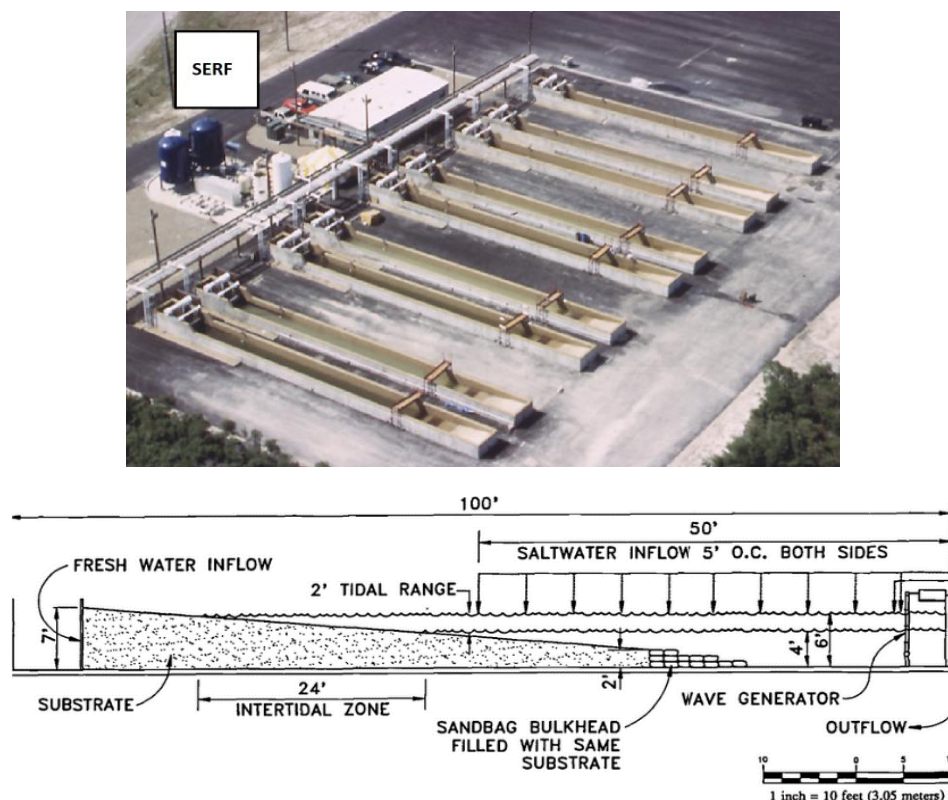 SERF
100'
50'
SALTWATER INFLOW 5' O.C. BOTH SIDES
FRESH WATER INFLOW
2' TIDAL RANGE
7'
4'
6'
2'
SUBSTRATE
24'
INTERTIDAL ZONE
WAVE GENERATOR
SANDBAG BULKHEAD
FILLED WITH SAME
SUBSTRATE
OUTFLOW
10 0 5 1
1 inch = 10 feet (3.05 meters)